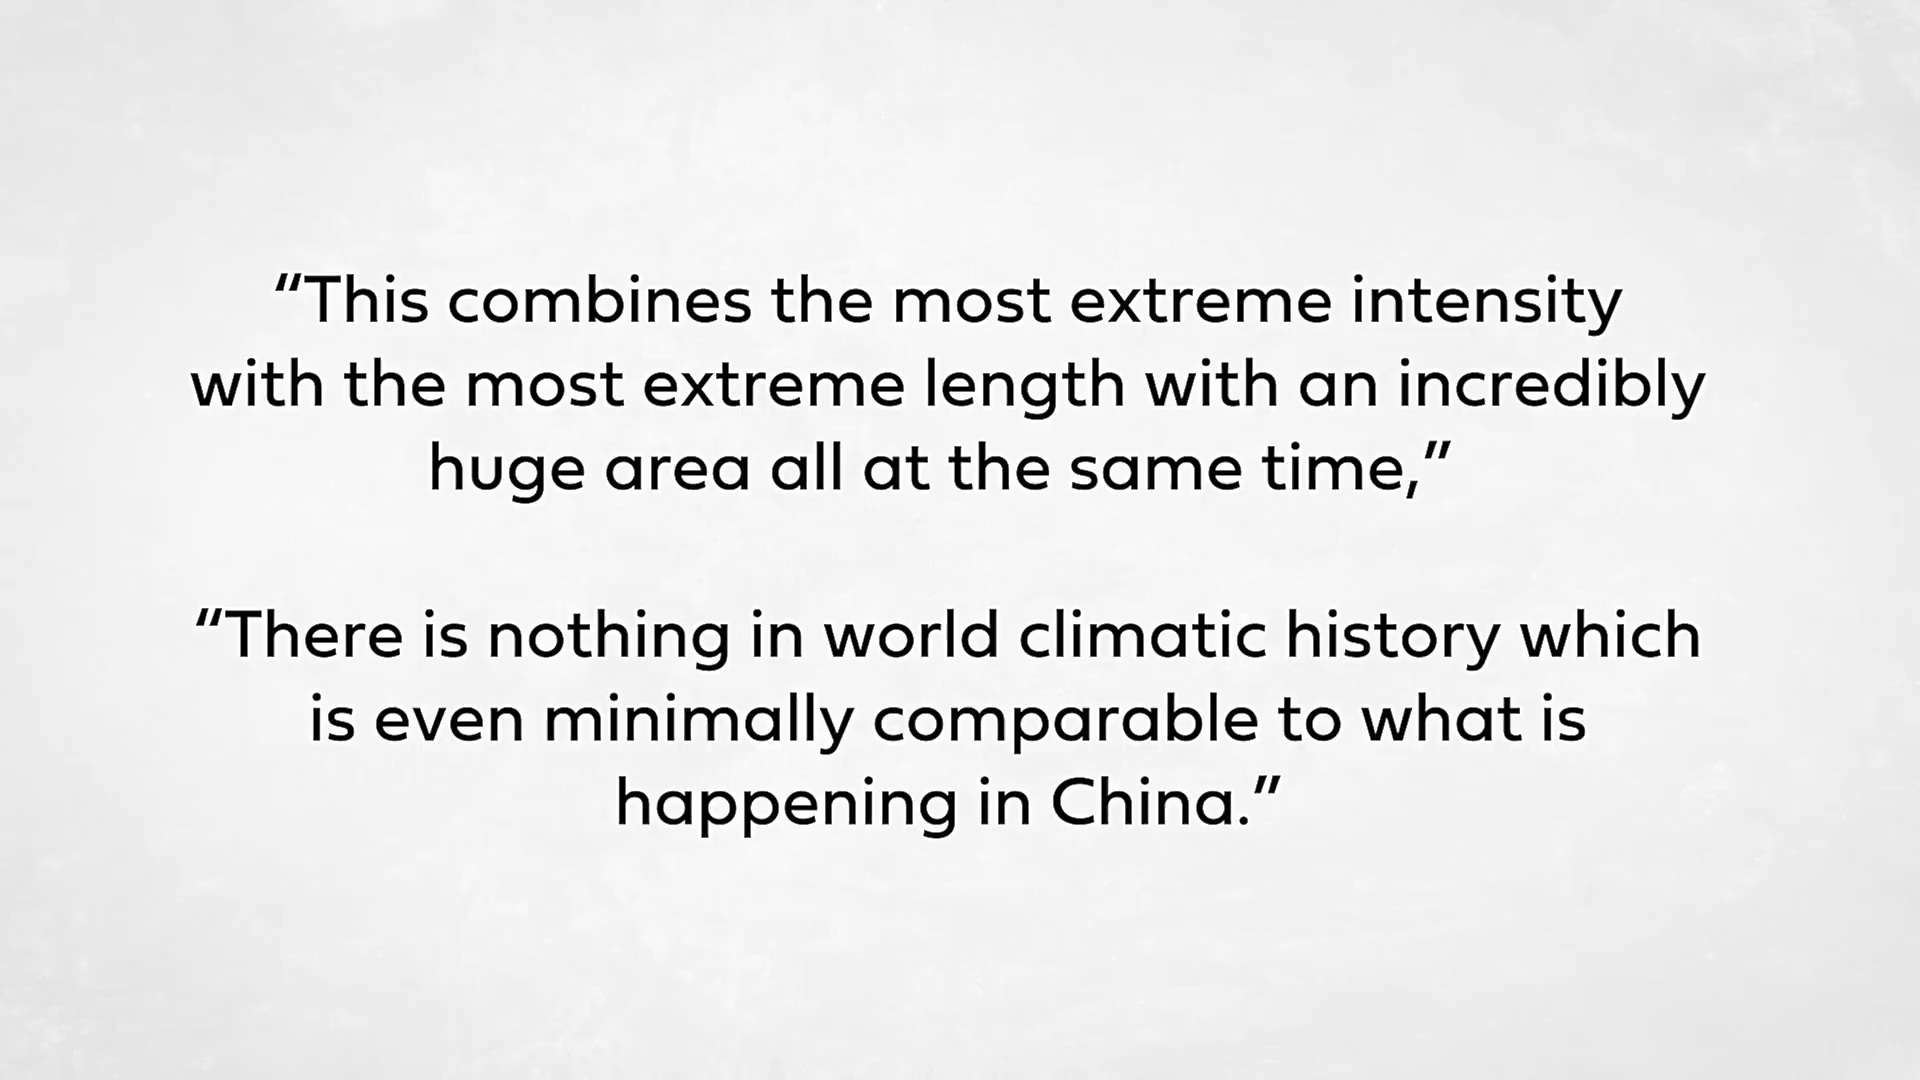 “This combines the most extreme intensity
with the most extreme length with an incredibly
huge area all at the same time,”
“There is nothing in world climatic history which
is even minimally comparable to what is
happening in China.”